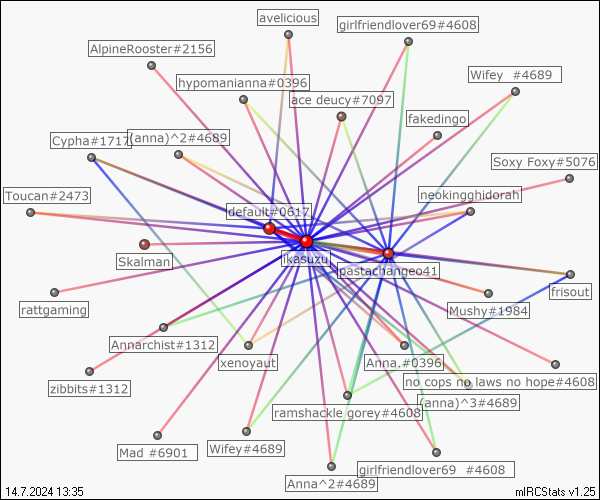 avelicious
girlfriendlover69#4608
AlpineRooster#2156
hypomanianna#0396
Wifey  #4689
ace deucy#7097
fakedingo
Cypha#1717
(anna)^2#4689
Soxy Foxy#5076
Toucan#2473
neokingghidorah
default#0617
ikasuzu
Skalman
pastachangeo41
frisout
rattgaming
Mushy#1984
Annarchist#1312
xenoyaut
Anna.#0396
zibbits#1312
no cops no laws no hope#4608
(anna)^3#4689
ramshackle gorey#4608
Mad #6901
Wifey#4689
girlfriendlover69  #4608
Anna^2#4689
14.7.2024 13:35
mIRCStats v1.25